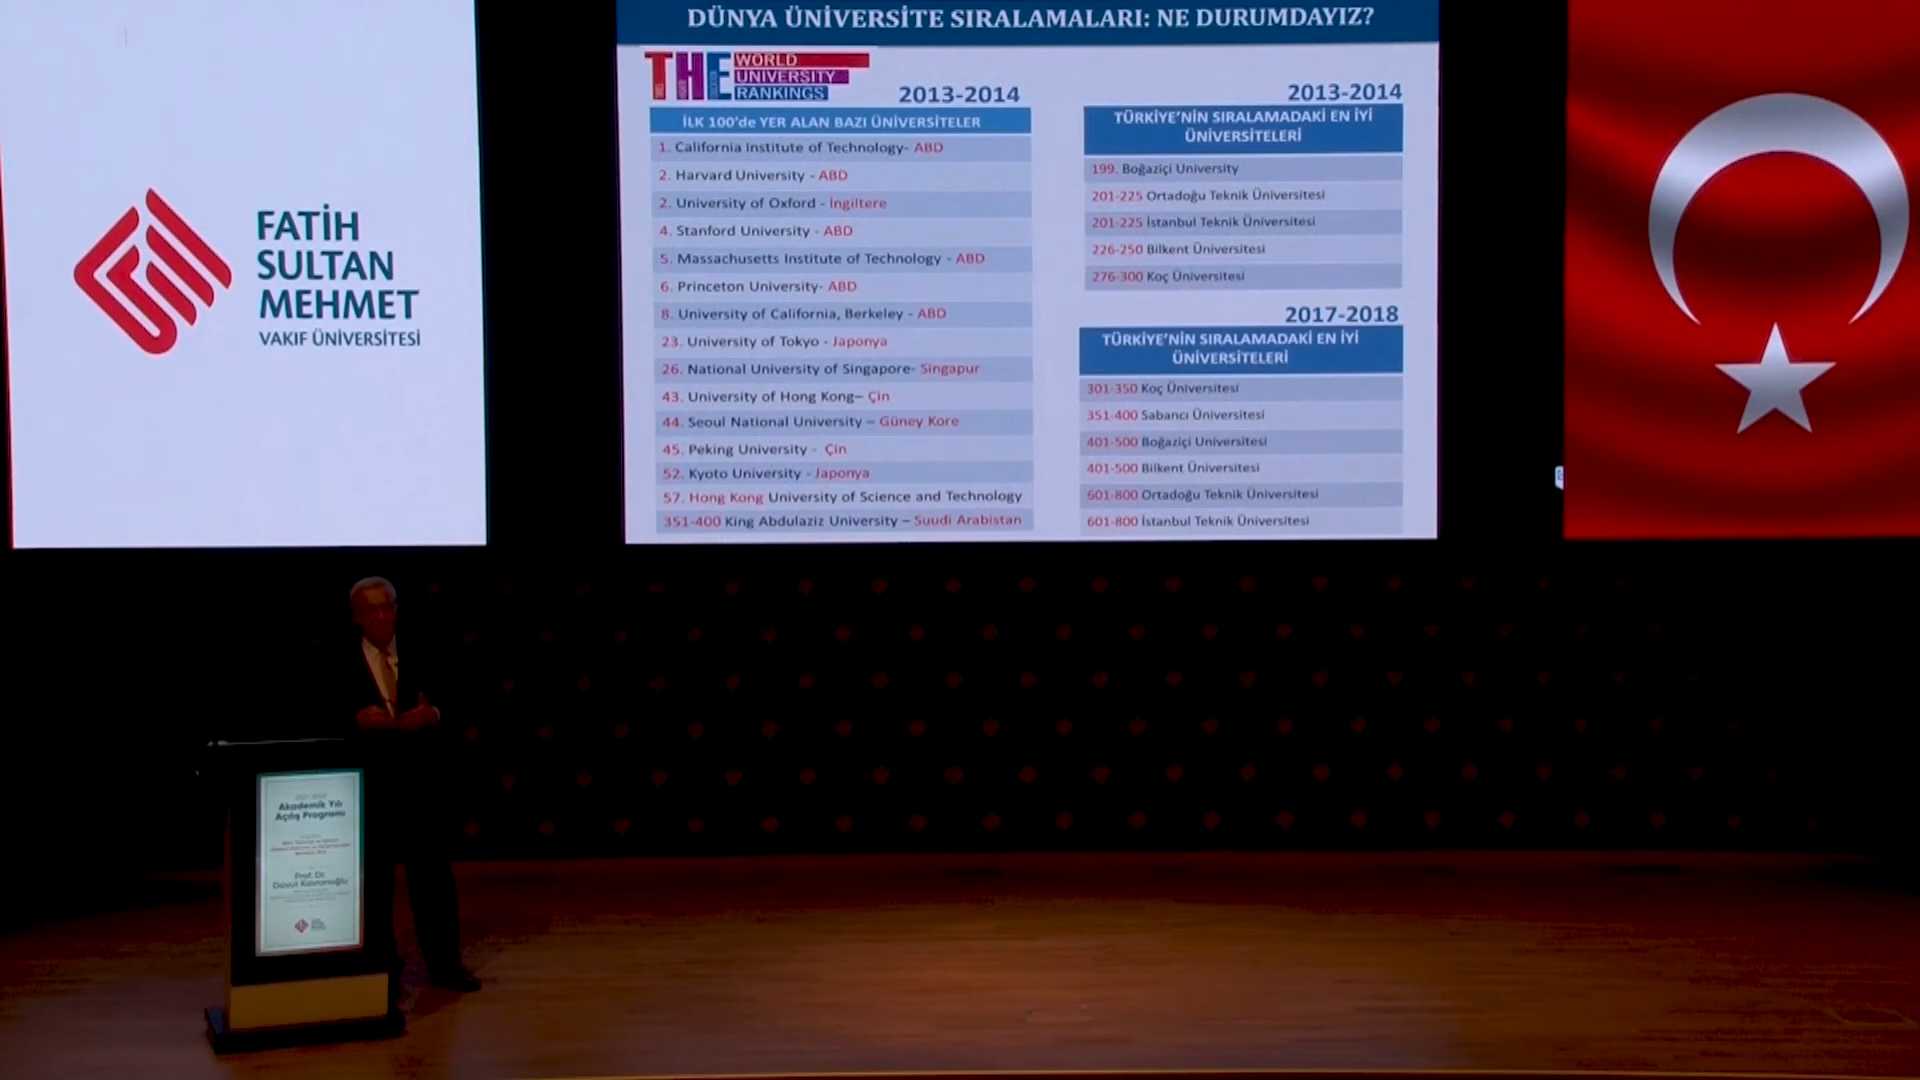 FATİH
SULTAN
MEHMET
VAKIF ÜNİVERSİTESİ
DÜNYA ÜNİVERSİTE SIRALAMALARI: NE DURUMDAYIZ?
THE WORLD
UNIVERSITY
RANKINGS
2013-2014
İLK 100'de YER ALAN BAZI ÜNİVERSİTELER
1. California Institute of Technology- ABD
2. Harvard University - ABD
2. University of Oxford - İngiltere
4. Stanford University - ABD
5. Massachusetts Institute of Technology - ABD
6. Princeton University- ABD
8. University of California, Berkeley - ABD
23. University of Tokyo - Japonya
26. National University of Singapore- Singapur
43. University of Hong Kong– Çin
44. Seoul National University – Güney Kore
45. Peking University - Çin
52. Kyoto University - Japonya
57. Hong Kong University of Science and Technology
351-400 King Abdulaziz University – Suudi Arabistan
2013-2014
TÜRKİYE'NİN SIRALAMADAKİ EN İYİ
ÜNİVERSİTELERİ
199. Boğaziçi University
201-225 Ortadoğu Teknik Üniversitesi
201-225 İstanbul Teknik Üniversitesi
226-250 Bilkent Üniversitesi
276-300 Koç Üniversitesi
2017-2018
TÜRKİYE'NİN SIRALAMADAKİ EN İYİ
ÜNİVERSİTELERİ
301-350 Koç Üniversitesi
351-400 Sabancı Üniversitesi
401-500 Boğaziçi Üniversitesi
401-500 Bilkent Üniversitesi
601-800 Ortadoğu Teknik Üniversitesi
601-800 İstanbul Teknik Üniversitesi
Akademik Yılı
Açılış Programı
Prof. Dr.
Davut Kavranoğlu